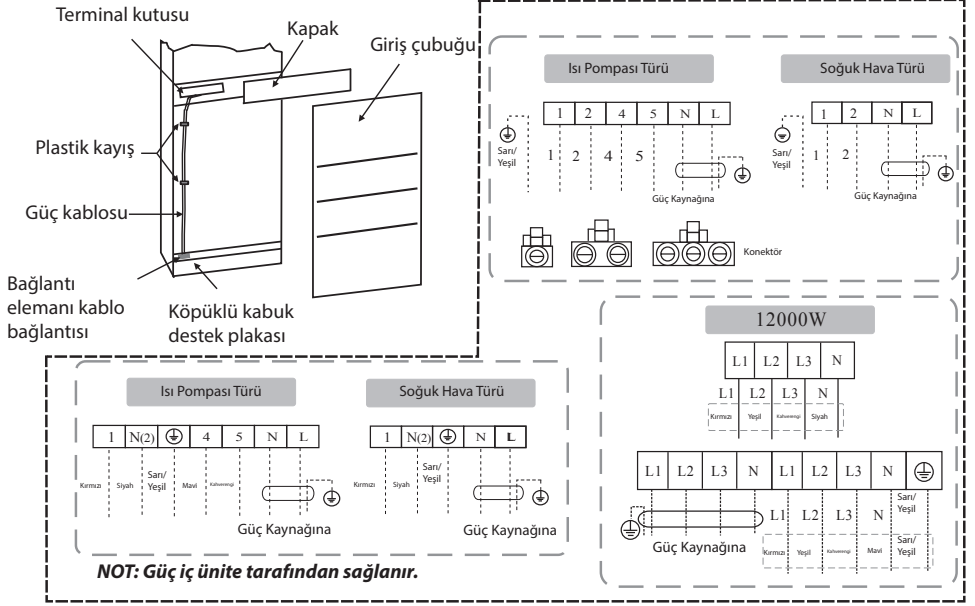 Terminal kutusu
Kapak
Giriş çubuğu
Plastik kayış
Güç kablosu
Bağlantı
elemanı kablo
bağlantısı
Köpüklü kabuk
destek plakası
Isı Pompası Türü
1 2 4 5 N L
Sarı/
Yeşil
1 2 4 5
Güç Kaynağına
Soğuk Hava Türü
1 2 N L
Sarı/
Yeşil
1 2
Güç Kaynağına
Konektör
12000W
L1 L2 L3 N
L1 L2 L3 N
Kırmızı Yeşil Kahverengi Siyah
L1 L2 L3 N L1 L2 L3 N
Güç Kaynağına
L1 L2 L3 N
Sarı/
Yeşil
Kırmızı Yeşil Kahverengi Mavi
Sarı/
Yeşil
Isı Pompası Türü
1 N(2) 4 5 N L
Kırmızı Siyah
Sarı/
Yeşil
Mavi Kahverengi
Güç Kaynağına
Soğuk Hava Türü
1 N(2) N L
Kırmızı Siyah
Sarı/
Yeşil
Güç Kaynağına
NOT: Güç iç ünite tarafından sağlanır.